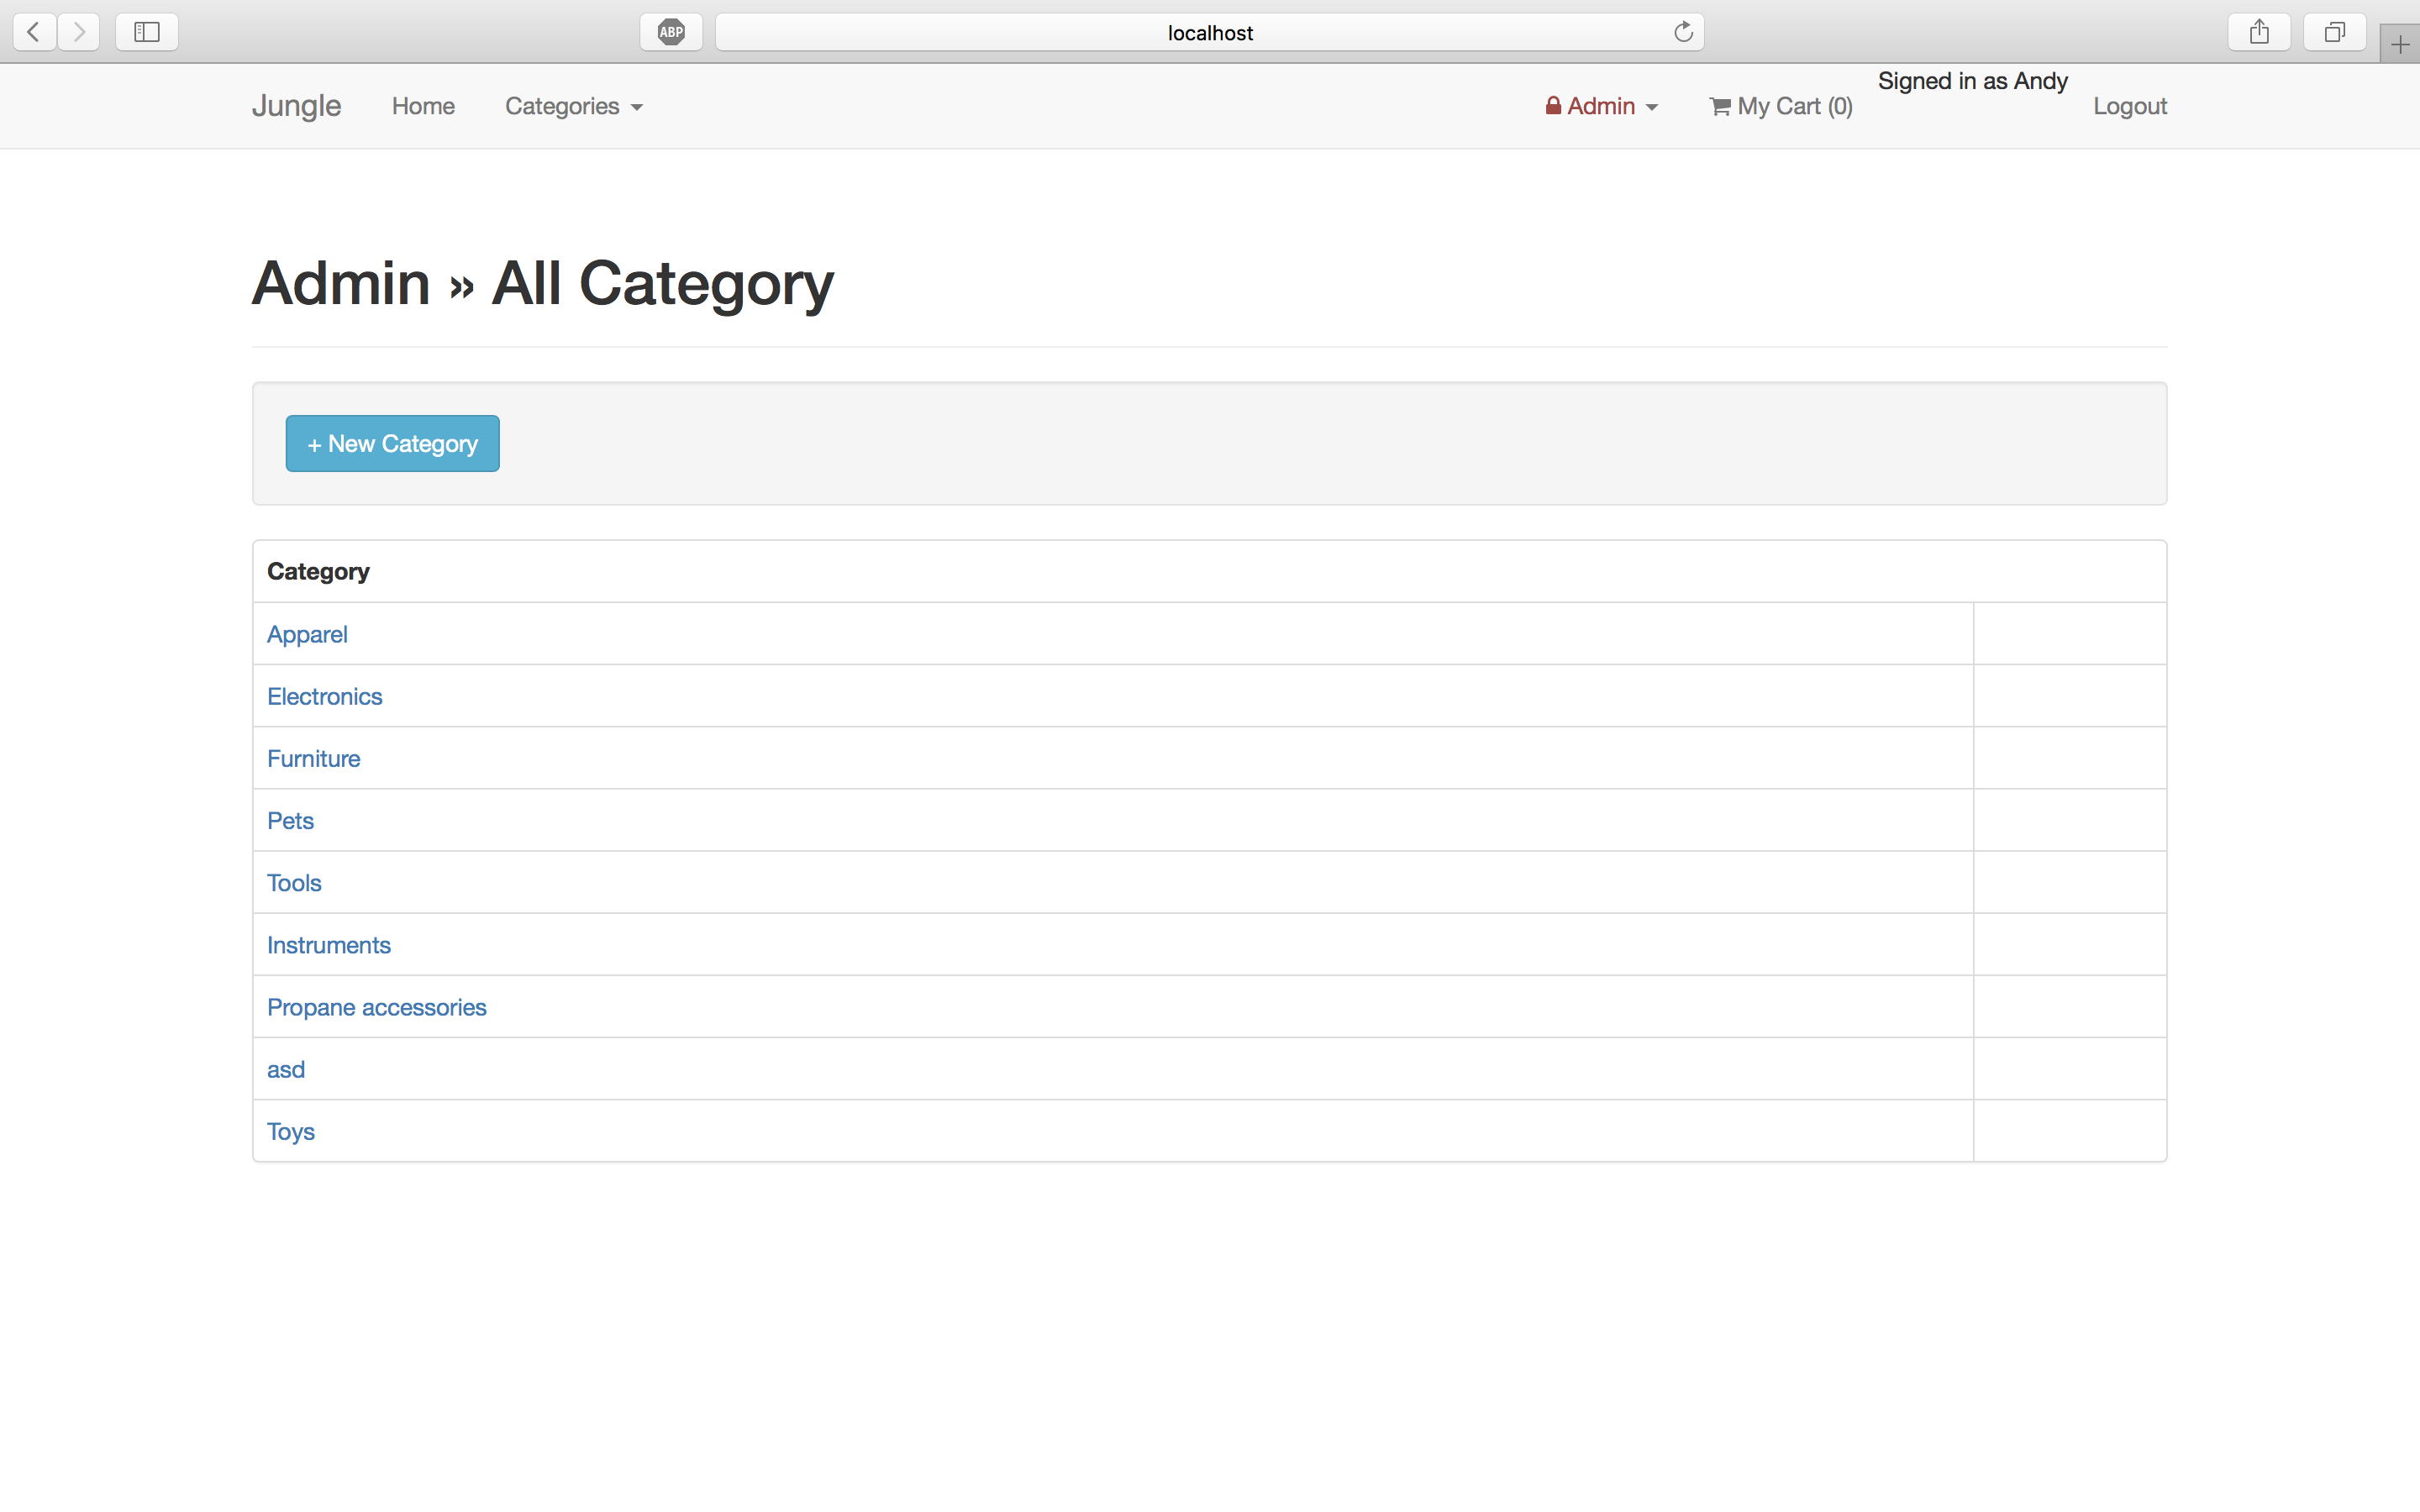 ABP
localhost
Jungle Home Categories Admin My Cart (0) Signed in as Andy Logout
Admin » All Category
+ New Category
Category
Apparel
Electronics
Furniture
Pets
Tools
Instruments
Propane accessories
asd
Toys